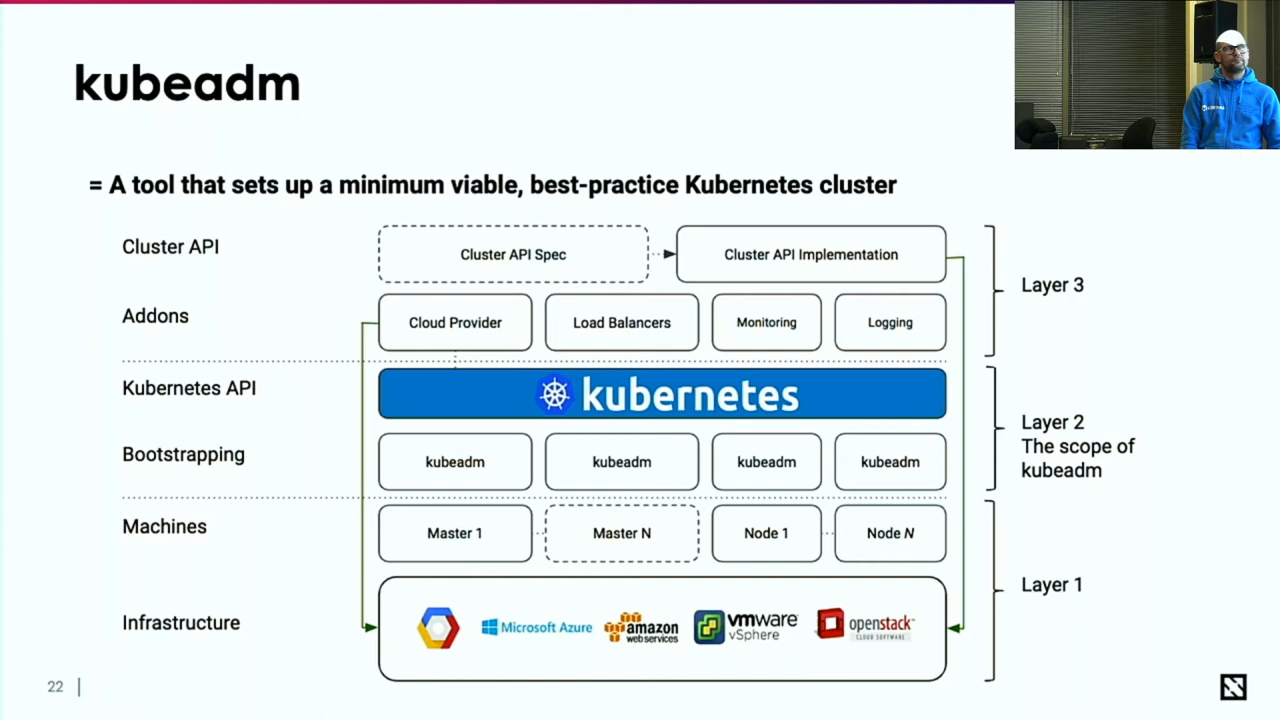 kubeadm
= A tool that sets up a minimum viable, best-practice Kubernetes cluster
Cluster API
Cluster API Spec
Cluster API Implementation
Layer 3
Addons
Cloud Provider
Load Balancers
Monitoring
Logging
Kubernetes API
kubernetes
Layer 2
The scope of
kubeadm
Bootstrapping
kubeadm
kubeadm
kubeadm
kubeadm
Machines
Master 1
Master N
Node 1
Node N
Layer 1
Infrastructure
Microsoft Azure
amazon
web services
vmware
vSphere
openstack
CLOUD SOFTWARE
22